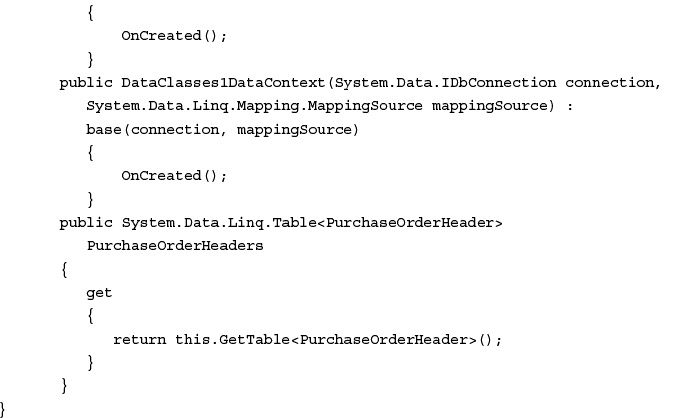 {
OnCreated();
}
public DataClasses1DataContext(System.Data.IDbConnection connection,
System.Data.Linq.Mapping.MappingSource mappingSource) :
base(connection, mappingSource)
{
OnCreated();
}
public System.Data.Linq.Table<PurchaseOrderHeader>
PurchaseOrderHeaders
{
get
{
return this.GetTable<PurchaseOrderHeader>();
}
}
}